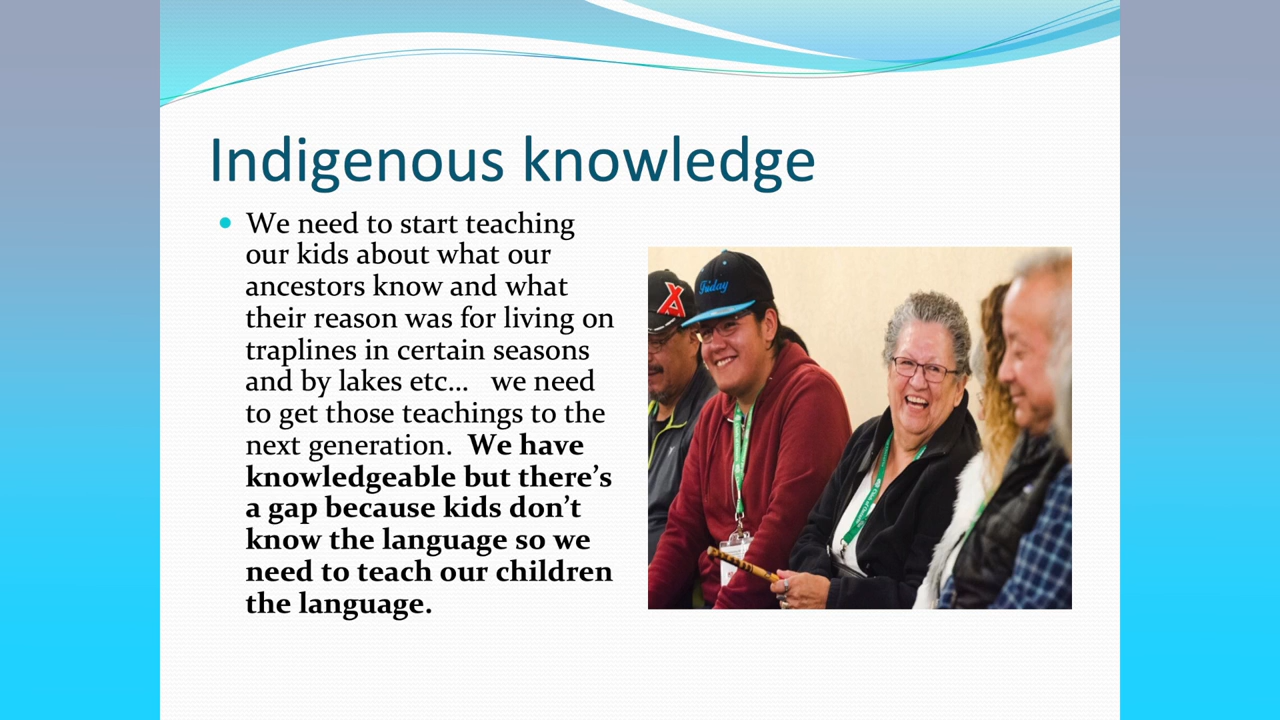 Indigenous knowledge
We need to start teaching
our kids about what our
ancestors know and what
their reason was for living on
traplines in certain seasons
and by lakes etc...   we need
to get those teachings to the
next generation.  We have
knowledgeable but there’s
a gap because kids don’t
know the language so we
need to teach our children
the language.
Friday